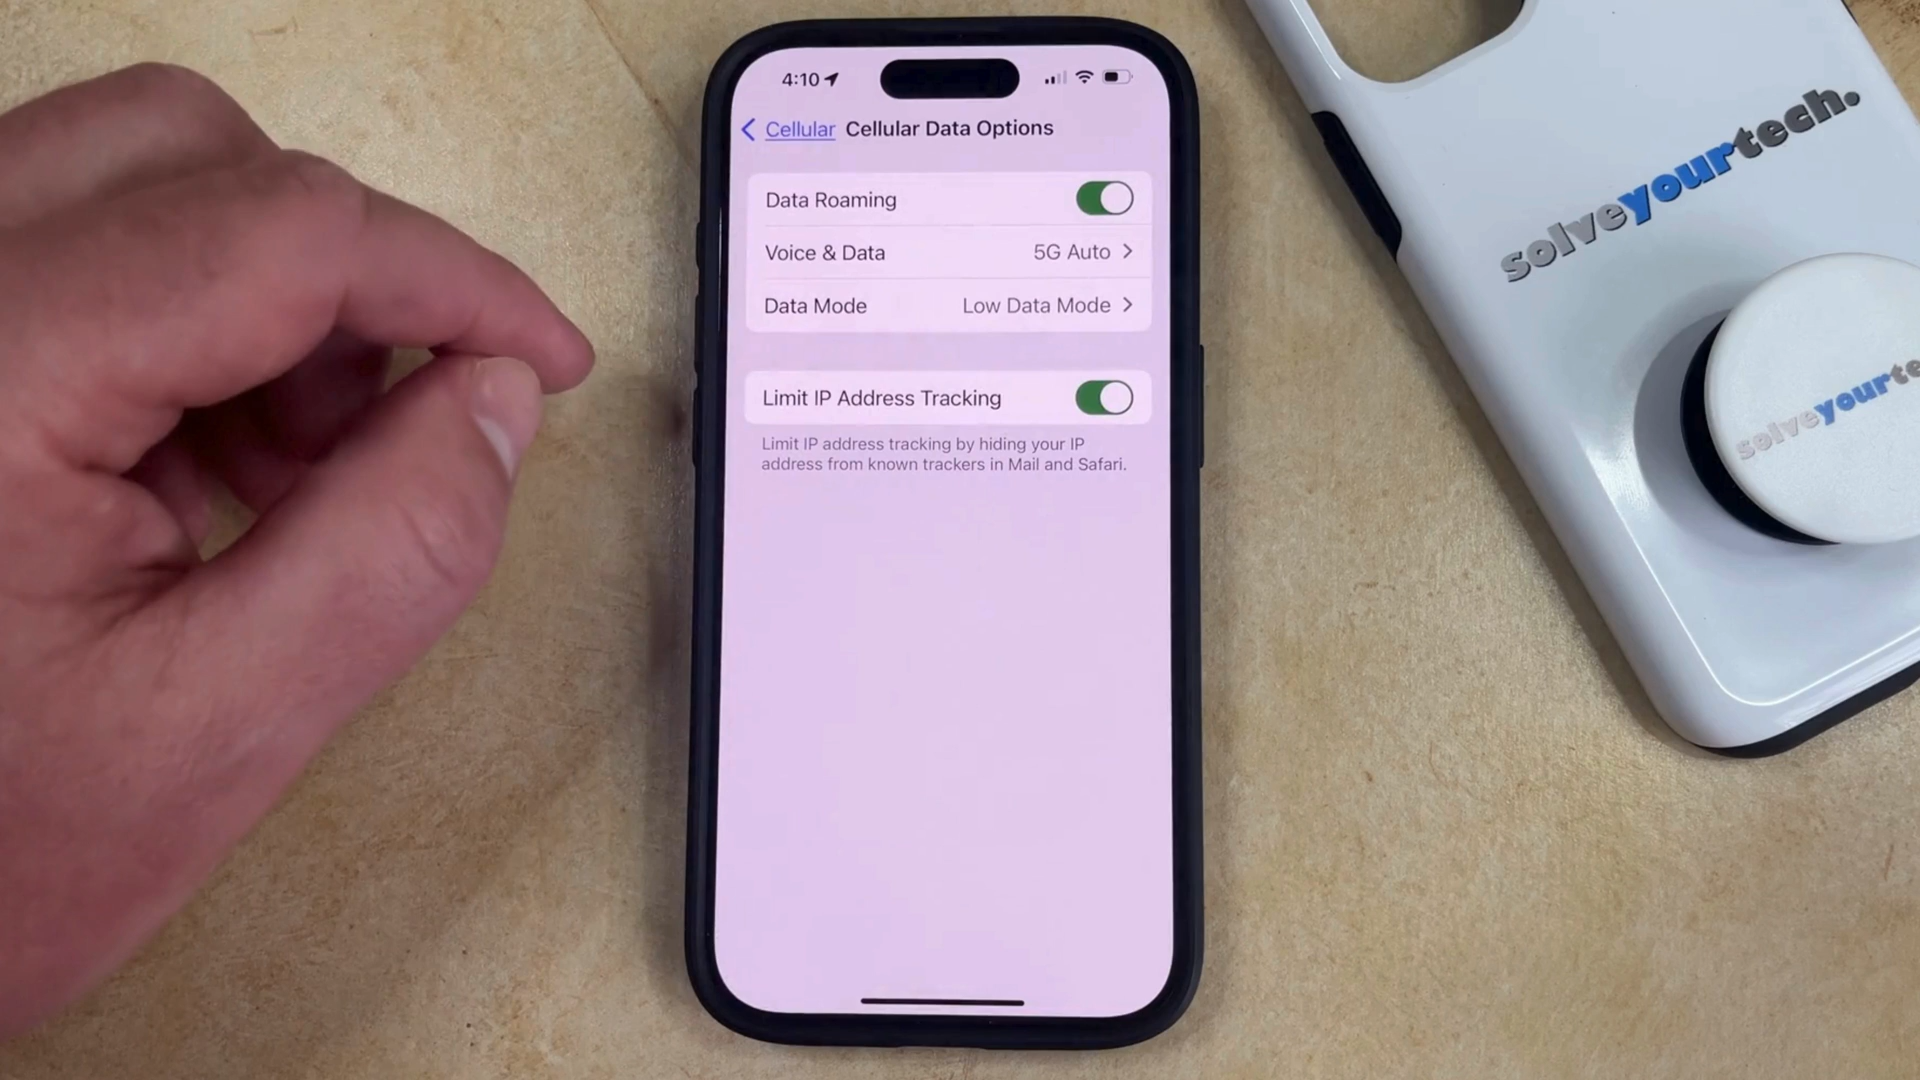 4:10
Cellular Cellular Data Options
Data Roaming
Voice & Data 5G Auto
Data Mode Low Data Mode
Limit IP Address Tracking
Limit IP address tracking by hiding your IP
address from known trackers in Mail and Safari.
solveyourtech.
solveyourte